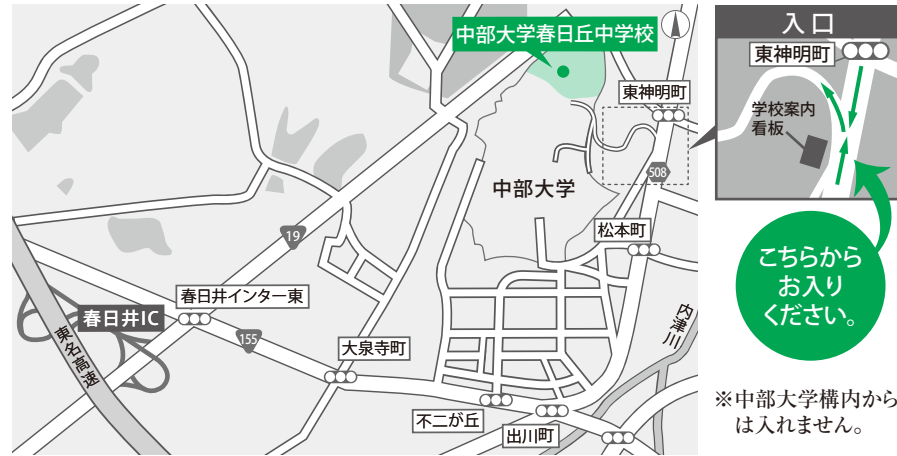 中部大学春日丘中学校
東神明町
中部大学
508
松本町
19
春日井インター東
春日井IC
東名高速
155
大泉寺町
内津川
不二が丘
出川町
入口
東神明町
学校案内
看板
こちらから
お入り
ください。
※中部大学構内から
は入れません。